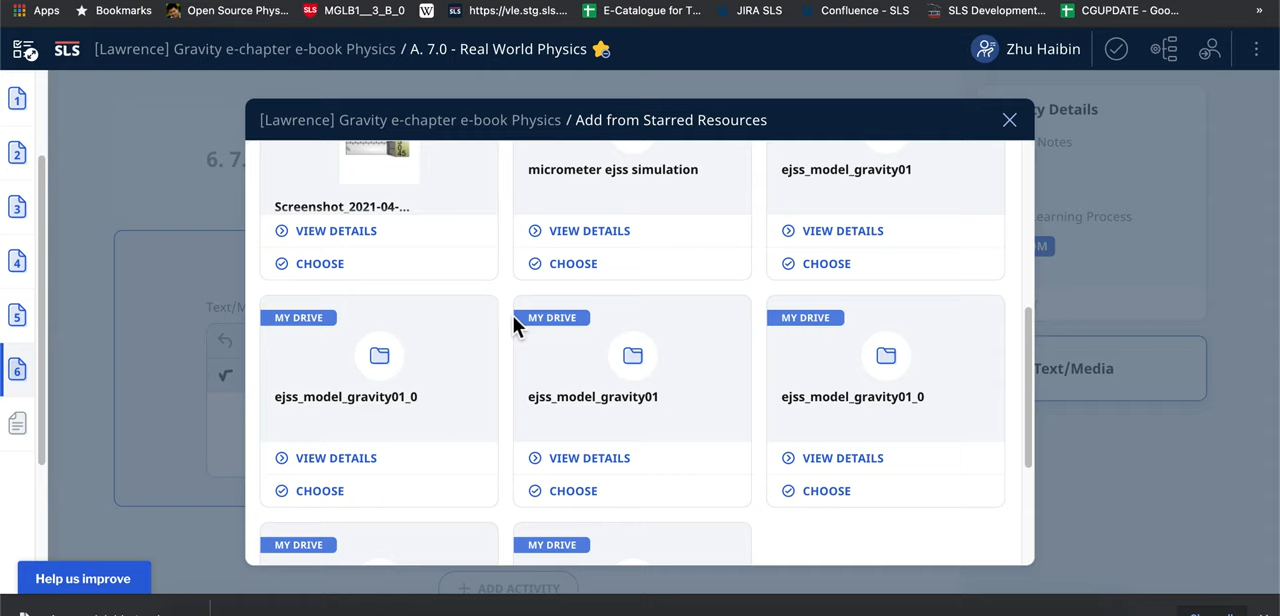 Apps
Bookmarks
Open Source Phys...
SLS MGLB1__3_B_0
W
SLS https://vle.stg.sls....
E-Catalogue for T...
JIRA SLS
Confluence - SLS
SLS Development...
CGUPDATE - Goo...
»
SLS [Lawrence] Gravity e-chapter e-book Physics / A. 7.0 - Real World Physics
Zhu Haibin
[Lawrence] Gravity e-chapter e-book Physics / Add from Starred Resources
1
2
3
4
5
6
6. 7.
Text/M
Screenshot_2021-04-...
VIEW DETAILS
CHOOSE
micrometer ejss simulation
VIEW DETAILS
CHOOSE
ejss_model_gravity01
VIEW DETAILS
CHOOSE
MY DRIVE
ejss_model_gravity01_0
VIEW DETAILS
CHOOSE
MY DRIVE
ejss_model_gravity01
VIEW DETAILS
CHOOSE
MY DRIVE
ejss_model_gravity01_0
VIEW DETAILS
CHOOSE
MY DRIVE
MY DRIVE
y Details
Notes
earning Process
M
Text/Media
ADD ACTIVITY
Help us improve